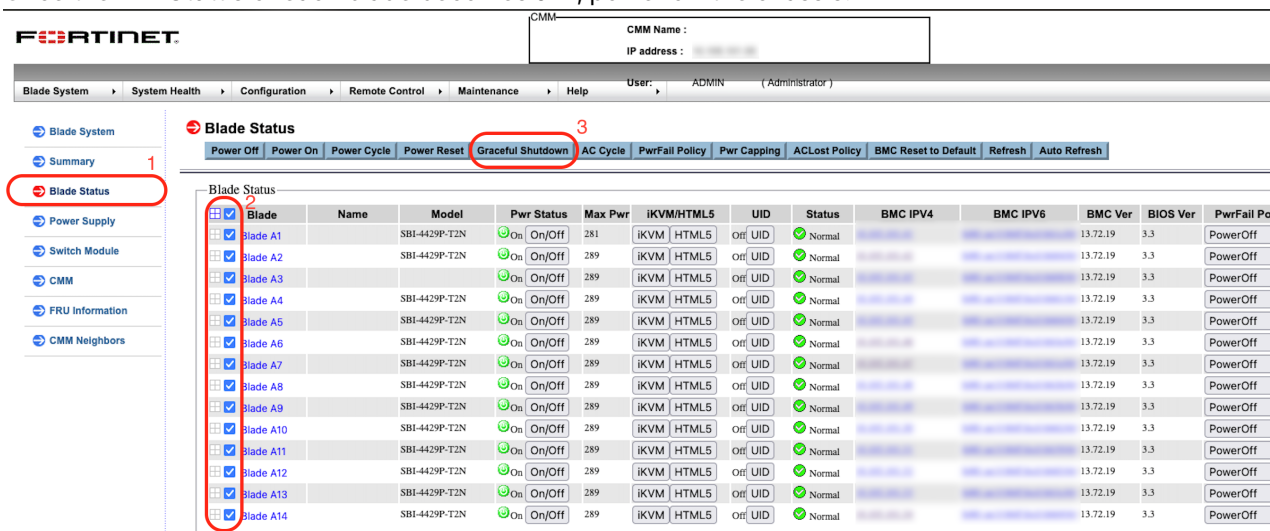 FORTINET
CMM
CMM Name :
IP address :
User: ADMIN ( Administrator )
Blade System System Health Configuration Remote Control Maintenance Help
Blade System
Summary
1
Blade Status
Power Supply
Switch Module
CMM
FRU Information
CMM Neighbors
Blade Status
3
Power Off Power On Power Cycle Power Reset Graceful Shutdown AC Cycle PwrFail Policy Pwr Capping ACLost Policy BMC Reset to Default Refresh Auto Refresh
Blade Status
2
Blade Name Model Pwr Status Max Pwr iKVM/HTML5 UID Status BMC IPV4 BMC IPV6 BMC Ver BIOS Ver PwrFail Po
Blade A1 SBI-4429P-T2N On On/Off 281 iKVM HTML5 Off UID Normal 13.72.19 3.3 PowerOff
Blade A2 SBI-4429P-T2N On On/Off 289 iKVM HTML5 Off UID Normal 13.72.19 3.3 PowerOff
Blade A3 On On/Off 289 iKVM HTML5 Off UID Normal 13.72.19 3.3 PowerOff
Blade A4 SBI-4429P-T2N On On/Off 289 iKVM HTML5 Off UID Normal 13.72.19 3.3 PowerOff
Blade A5 SBI-4429P-T2N On On/Off 289 iKVM HTML5 Off UID Normal 13.72.19 3.3 PowerOff
Blade A6 SBI-4429P-T2N On On/Off 289 iKVM HTML5 Off UID Normal 13.72.19 3.3 PowerOff
Blade A7 SBI-4429P-T2N On On/Off 289 iKVM HTML5 Off UID Normal 13.72.19 3.3 PowerOff
Blade A8 SBI-4429P-T2N On On/Off 289 iKVM HTML5 Off UID Normal 13.72.19 3.3 PowerOff
Blade A9 SBI-4429P-T2N On On/Off 289 iKVM HTML5 Off UID Normal 13.72.19 3.3 PowerOff
Blade A10 SBI-4429P-T2N On On/Off 289 iKVM HTML5 Off UID Normal 13.72.19 3.3 PowerOff
Blade A11 SBI-4429P-T2N On On/Off 289 iKVM HTML5 Off UID Normal 13.72.19 3.3 PowerOff
Blade A12 SBI-4429P-T2N On On/Off 289 iKVM HTML5 Off UID Normal 13.72.19 3.3 PowerOff
Blade A13 SBI-4429P-T2N On On/Off 289 iKVM HTML5 Off UID Normal 13.72.19 3.3 PowerOff
Blade A14 SBI-4429P-T2N On On/Off 289 iKVM HTML5 Off UID Normal 13.72.19 3.3 PowerOff